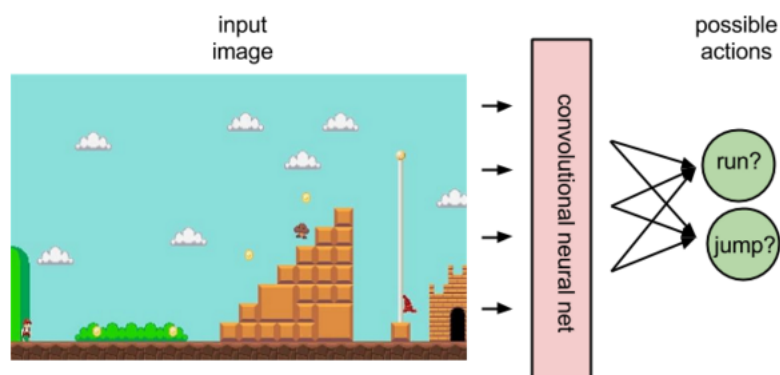 input
image
possible
actions
convolutional neural net
run?
jump?